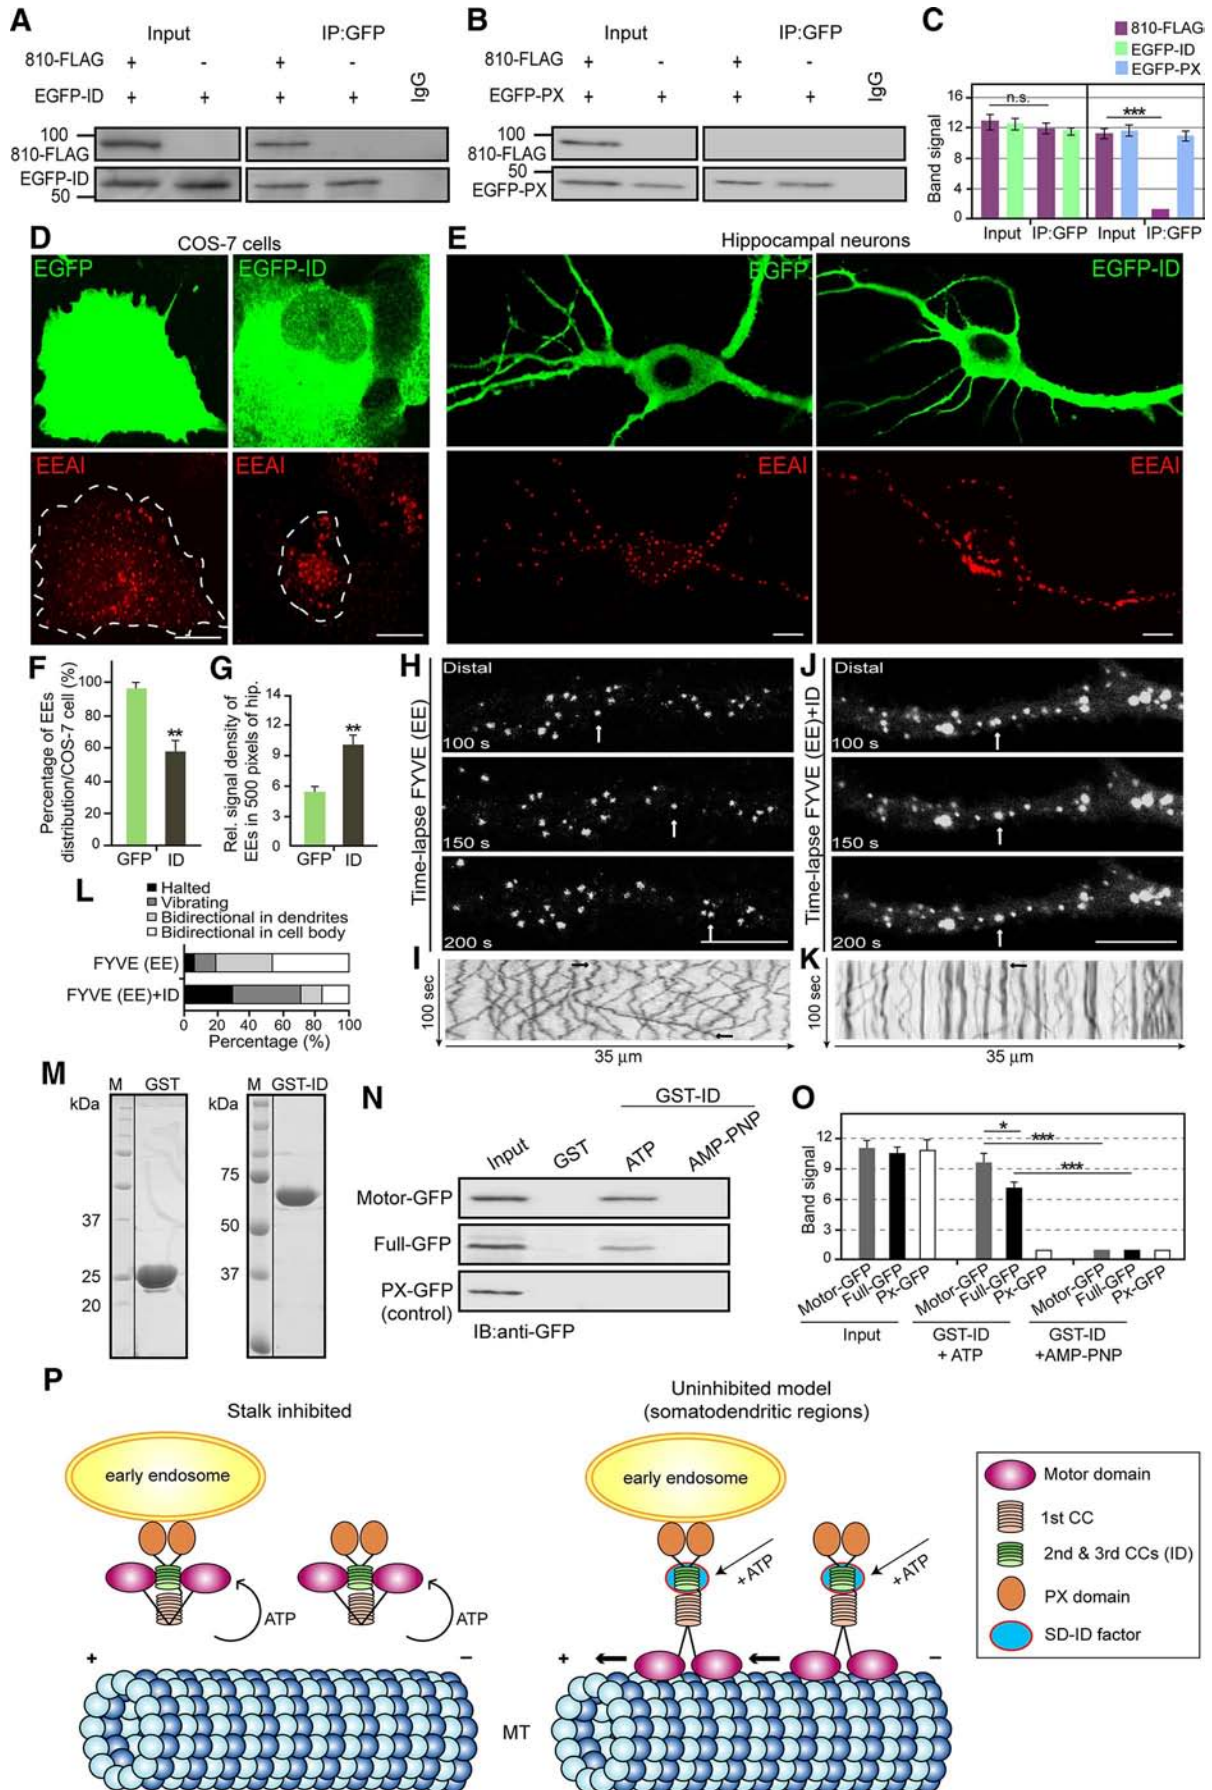 A
Input
IP:GFP
810-FLAG + - + -
EGFP-ID + + + + IgG
100
810-FLAG
EGFP-ID
50
B
Input
IP:GFP
810-FLAG + - + -
EGFP-PX + + + + IgG
100
810-FLAG
50
EGFP-PX
C
810-FLAG
EGFP-ID
EGFP-PX
Band signal
16
12
8
4
0
n.s.
***
Input IP:GFP Input IP:GFP
D
COS-7 cells
EGFP
EGFP-ID
EEAI
EEAI
E
Hippocampal neurons
EGFP
EGFP-ID
EEAI
EEAI
F
Percentage of EEs
distribution/COS-7 cell (%)
100
80
60
40
20
0
**
GFP ID
G
Rel. signal density of
EEs in 500 pixels of hip.
14
12
9
6
3
0
**
GFP ID
H
Time-lapse FYVE (EE)
Distal
100 s
150 s
200 s
I
100 sec
35 µm
J
Time-lapse FYVE (EE)+ID
Distal
100 s
150 s
200 s
K
100 sec
35 µm
L
Halted
Vibrating
Bidirectional in dendrites
Bidirectional in cell body
FYVE (EE)
FYVE (EE)+ID
0 20 40 60 80 100
Percentage (%)
M
M GST
kDa
37
25
20
M GST-ID
kDa
75
50
37
N
GST-ID
Input GST ATP AMP-PNP
Motor-GFP
Full-GFP
PX-GFP
(control)
IB:anti-GFP
O
Band signal
12
9
6
3
0
*
***
***
Motor-GFP Full-GFP Px-GFP Motor-GFP Full-GFP Px-GFP Motor-GFP Full-GFP Px-GFP
Input
GST-ID
+ ATP
GST-ID
+AMP-PNP
P
Stalk inhibited
early endosome
ATP
ATP
+
–
Uninhibited model
(somatodendritic regions)
early endosome
+ATP
+ATP
+
–
MT
Motor domain
1st CC
2nd & 3rd CCs (ID)
PX domain
SD-ID factor